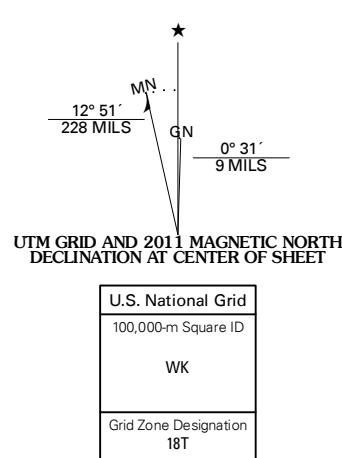 ★
MN
GN
12° 51´
228 MILS
0° 31´
9 MILS
UTM GRID AND 2011 MAGNETIC NORTH
DECLINATION AT CENTER OF SHEET
U.S. National Grid
100,000-m Square ID
WK
Grid Zone Designation
18T